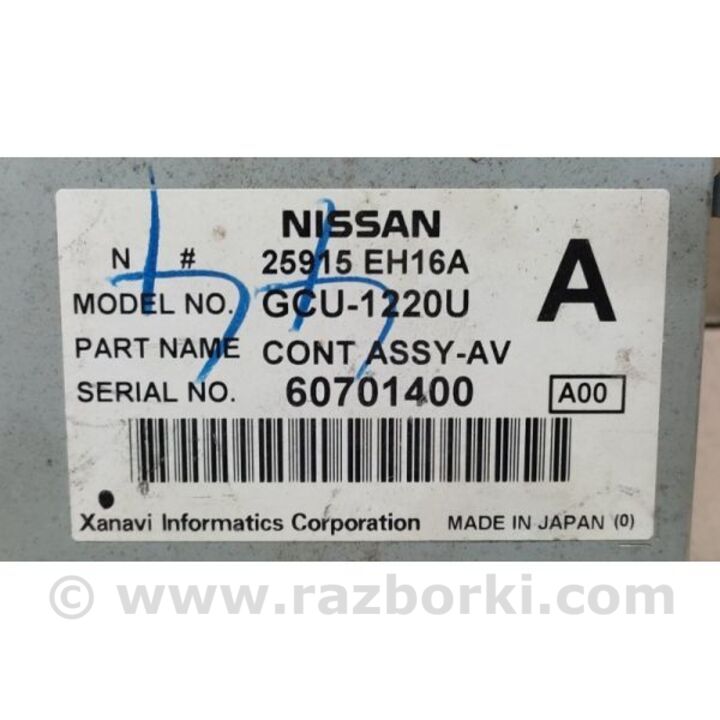 NISSAN
N # 25915 EH16A A
MODEL NO. GCU-1220U
PART NAME CONT ASSY-AV
SERIAL NO. 60701400 A00
Xanavi Informatics Corporation MADE IN JAPAN (0)
© www.razborki.com